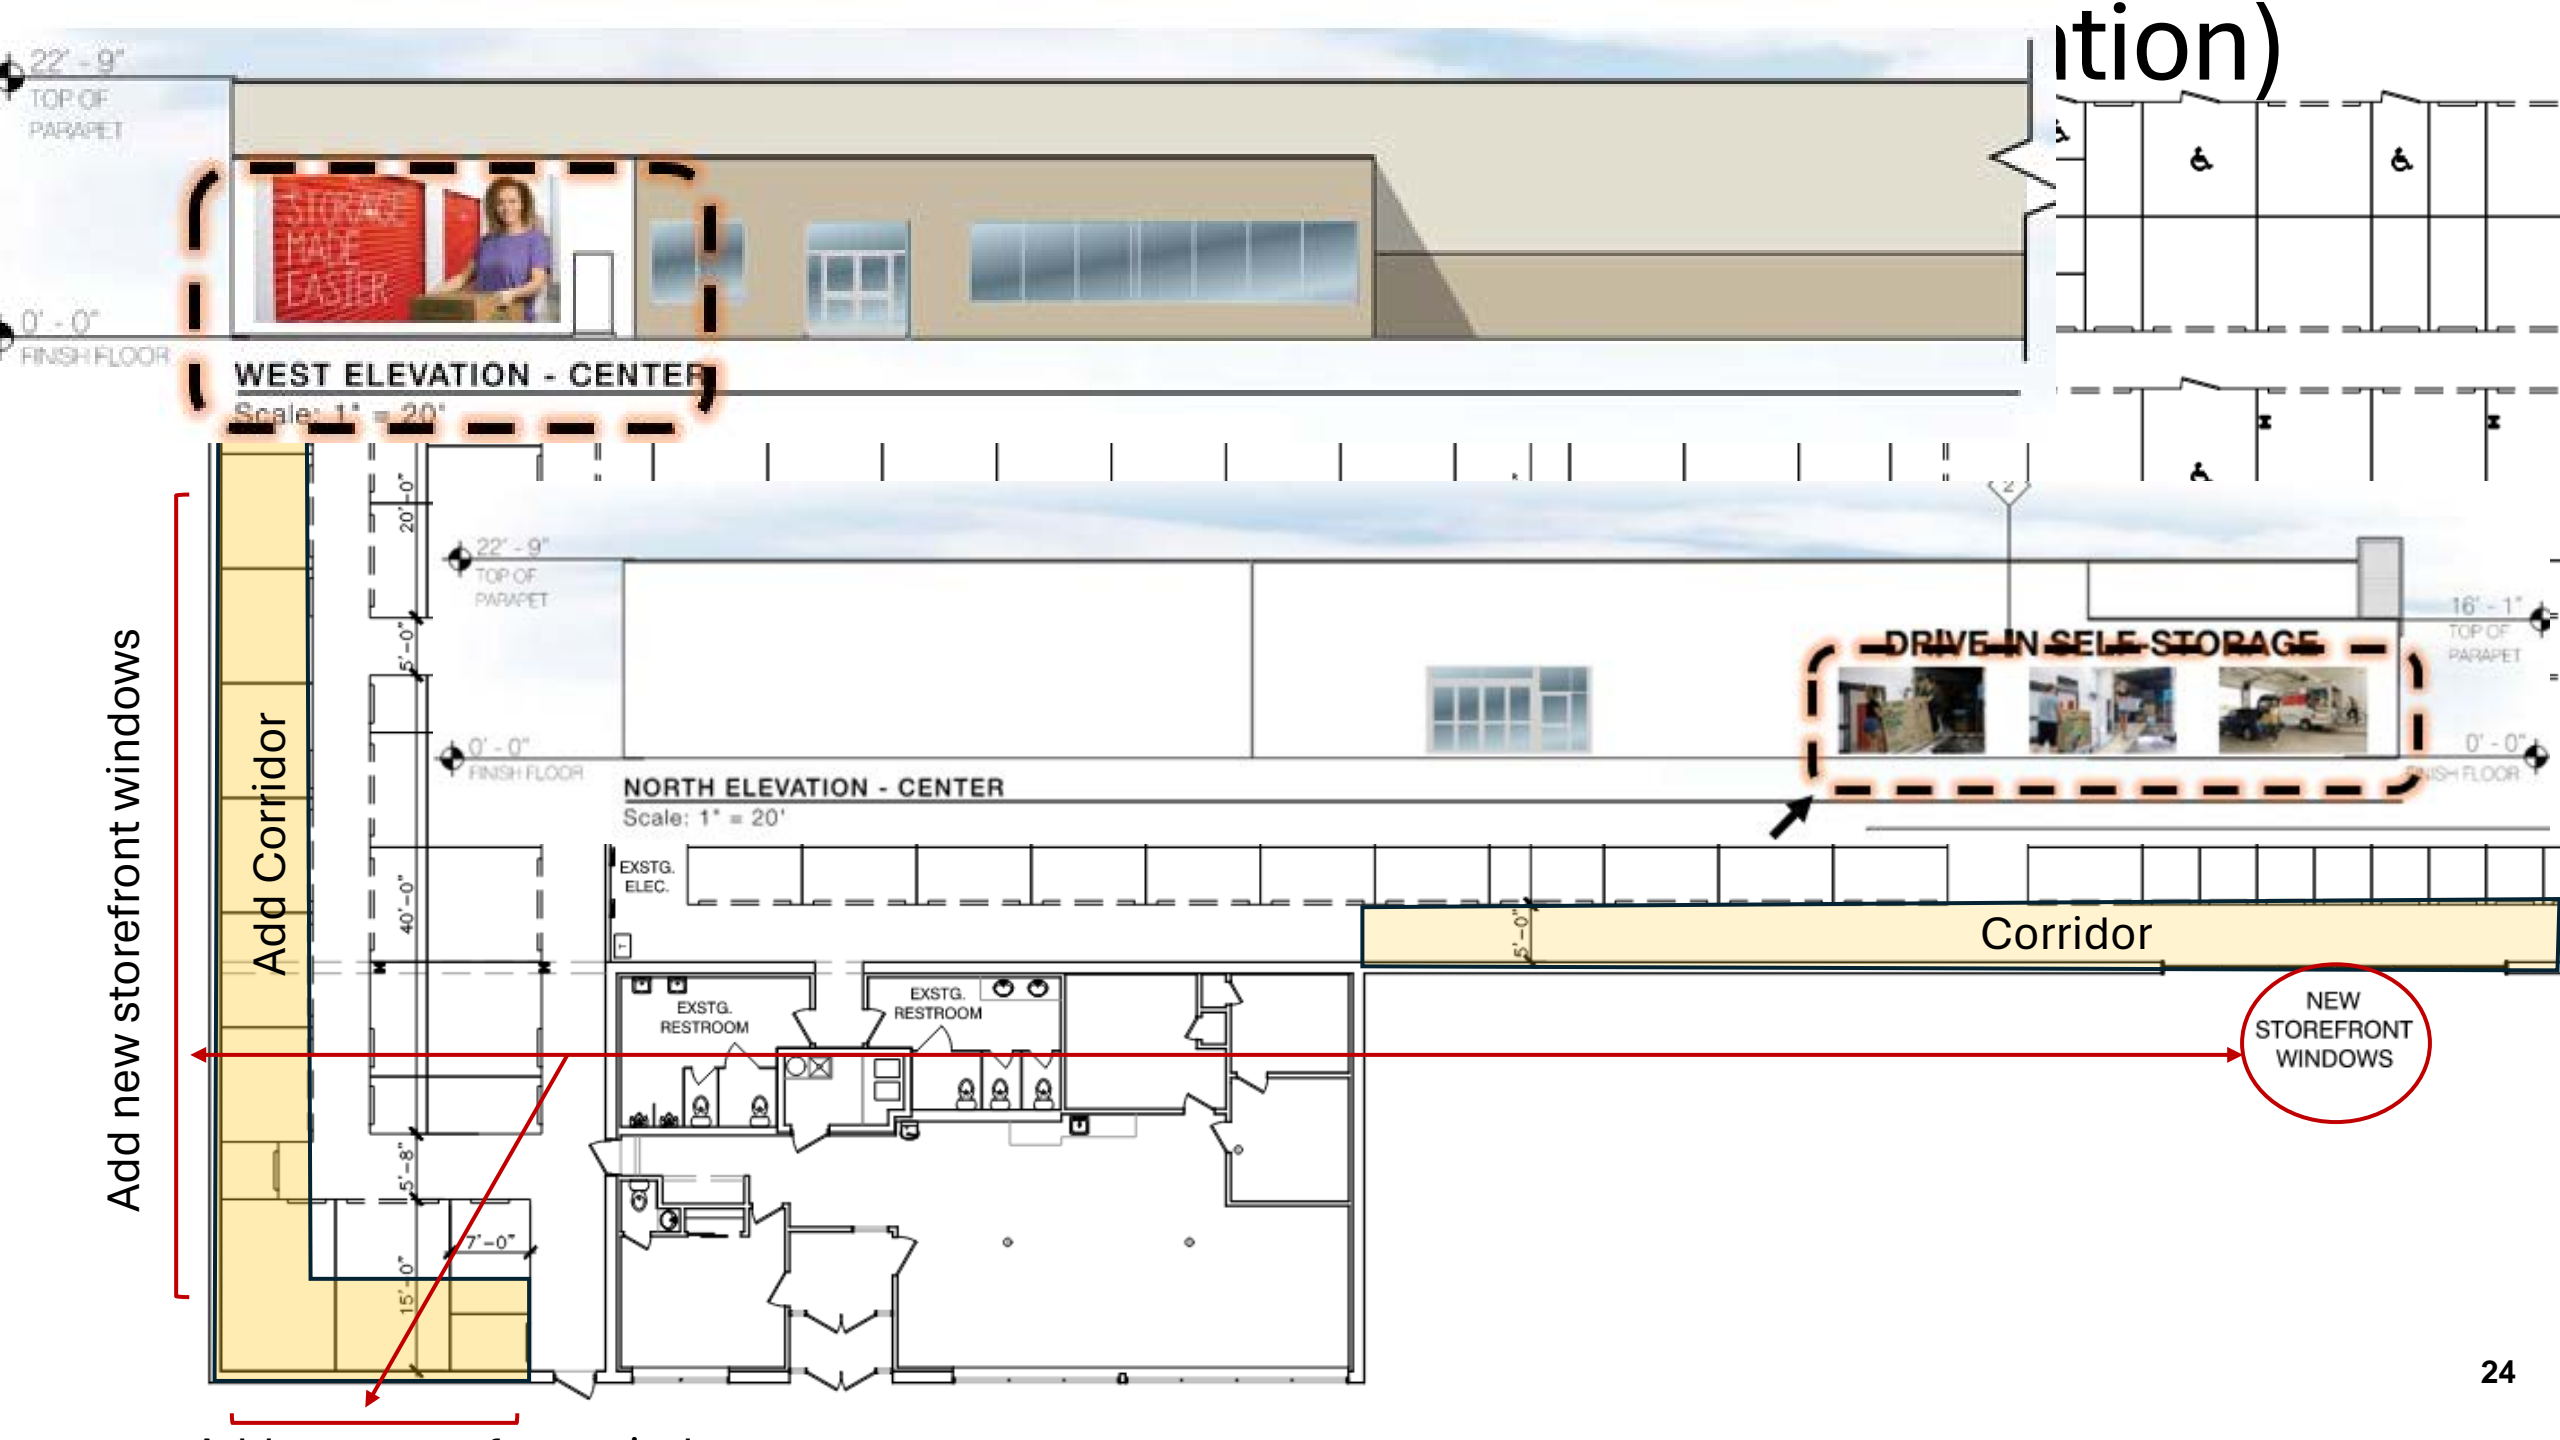 22' - 9"
TOP OF
PARAPET
STORAGE
MADE
EASIER
0' - 0"
FINISH FLOOR
WEST ELEVATION - CENTER
Scale: 1" = 20'
20'-0"
2
22' - 9"
TOP OF
PARAPET
16' - 1"
TOP OF
PARAPET
DRIVE-IN SELF-STORAGE
5'-0"
0' - 0"
FINISH FLOOR
0' - 0"
FINISH FLOOR
NORTH ELEVATION - CENTER
Scale: 1" = 20'
Add new storefront windows
Add Corridor
40'-0"
EXSTG.
ELEC.
Corridor
5'-0"
T
EXSTG.
RESTROOM
EXSTG.
RESTROOM
NEW
STOREFRONT
WINDOWS
5'-8"
7'-0"
15'-0"
24